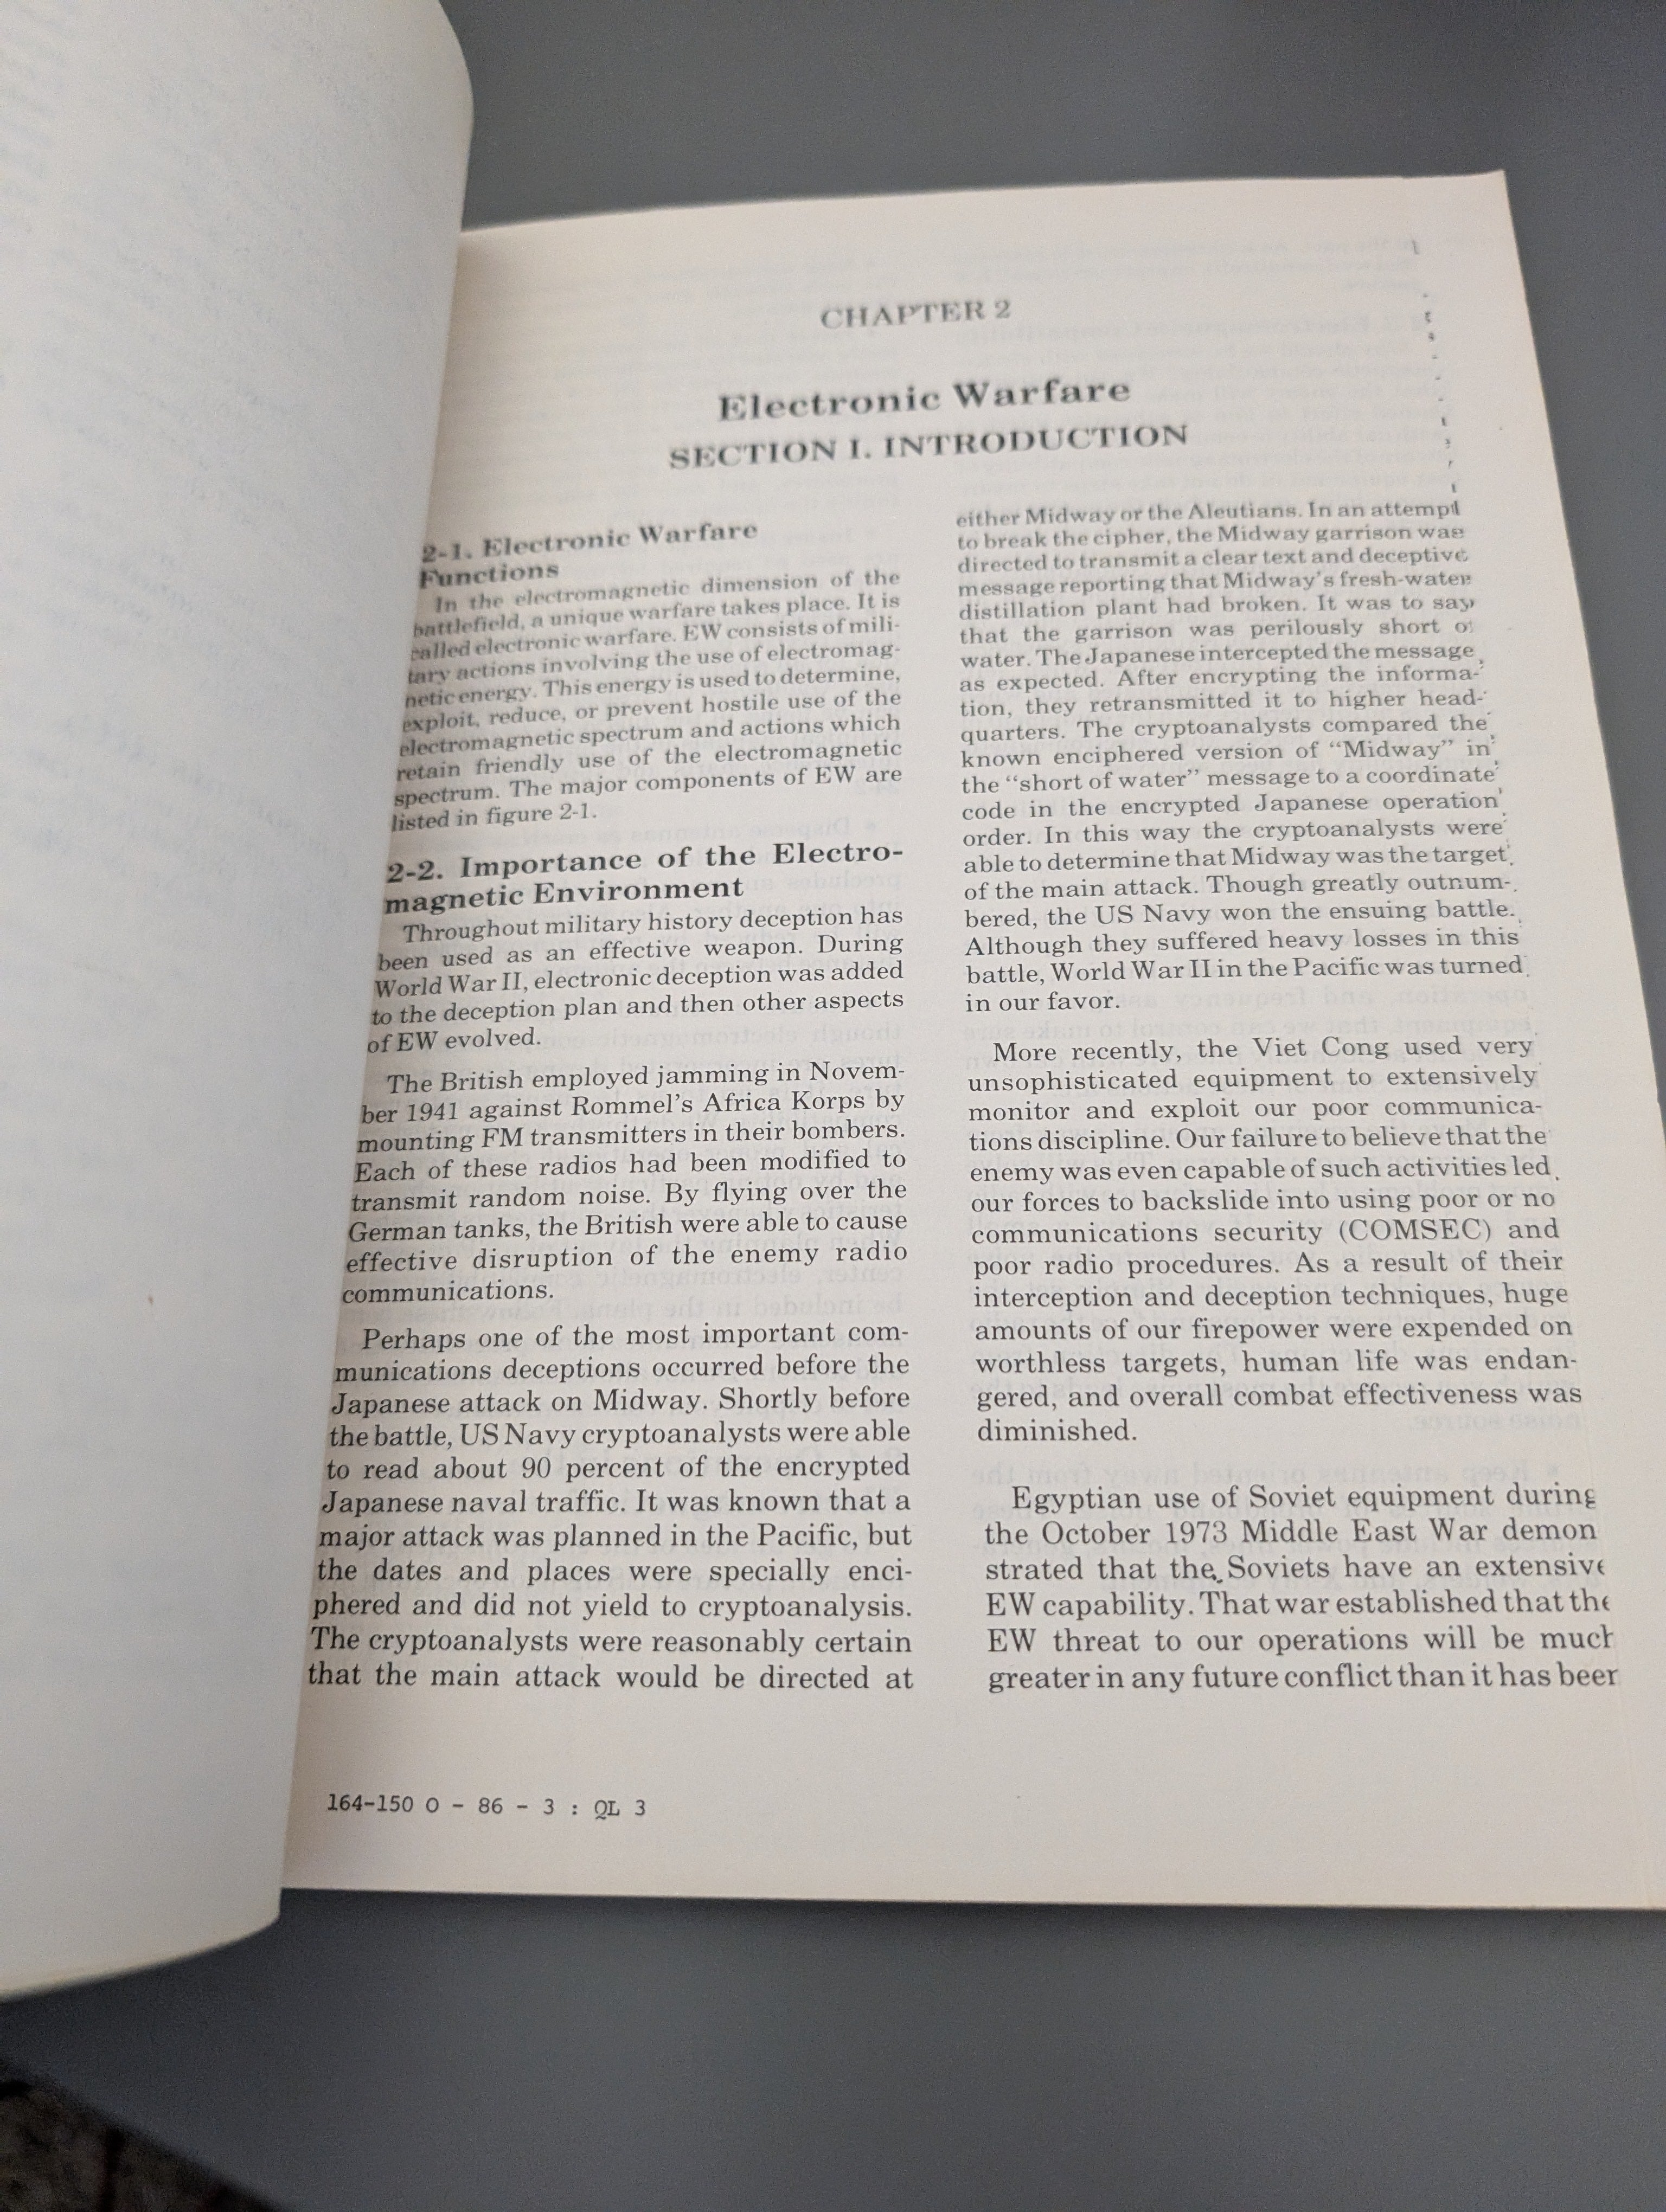 CHAPTER 2
Electronic Warfare
SECTION I. INTRODUCTION
2-1. Electronic Warfare
Functions
In the electromagnetic dimension of the
battlefield, a unique warfare takes place. It is
called electronic warfare. EW consists of mili-
tary actions involving the use of electromag-
netic energy. This energy is used to determine,
exploit, reduce, or prevent hostile use of the
electromagnetic spectrum and actions which
retain friendly use of the electromagnetic
spectrum. The major components of EW are
listed in figure 2-1.
2-2. Importance of the Electro-
magnetic Environment
Throughout military history deception has
been used as an effective weapon. During
World War II, electronic deception was added
to the deception plan and then other aspects
of EW evolved.
The British employed jamming in Novem-
ber 1941 against Rommel's Africa Korps by
mounting FM transmitters in their bombers.
Each of these radios had been modified to
transmit random noise. By flying over the
German tanks, the British were able to cause
effective disruption of the enemy radio
communications.
Perhaps one of the most important com-
munications deceptions occurred before the
Japanese attack on Midway. Shortly before
the battle, US Navy cryptoanalysts were able
to read about 90 percent of the encrypted
Japanese naval traffic. It was known that a
major attack was planned in the Pacific, but
the dates and places were specially enci-
phered and did not yield to cryptoanalysis.
The cryptoanalysts were reasonably certain
that the main attack would be directed at
either Midway or the Aleutians. In an attempt
to break the cipher, the Midway garrison was
directed to transmit a clear text and deceptive
message reporting that Midway's fresh-water
distillation plant had broken. It was to say
that the garrison was perilously short of
water. The Japanese intercepted the message
as expected. After encrypting the informa-
tion, they retransmitted it to higher head-
quarters. The cryptoanalysts compared the
known enciphered version of "Midway" in
the "short of water" message to a coordinate
code in the encrypted Japanese operation
order. In this way the cryptoanalysts were
able to determine that Midway was the target
of the main attack. Though greatly outnum-
bered, the US Navy won the ensuing battle.
Although they suffered heavy losses in this
battle, World War II in the Pacific was turned
in our favor.
More recently, the Viet Cong used very
unsophisticated equipment to extensively
monitor and exploit our poor communica-
tions discipline. Our failure to believe that the
enemy was even capable of such activities led
our forces to backslide into using poor or no
communications security (COMSEC) and
poor radio procedures. As a result of their
interception and deception techniques, huge
amounts of our firepower were expended on
worthless targets, human life was endan-
gered, and overall combat effectiveness was
diminished.
Egyptian use of Soviet equipment during
the October 1973 Middle East War demon
strated that the Soviets have an extensive
EW capability. That war established that the
EW threat to our operations will be much
greater in any future conflict than it has been
164-150 O - 86 - 3 : QL 3